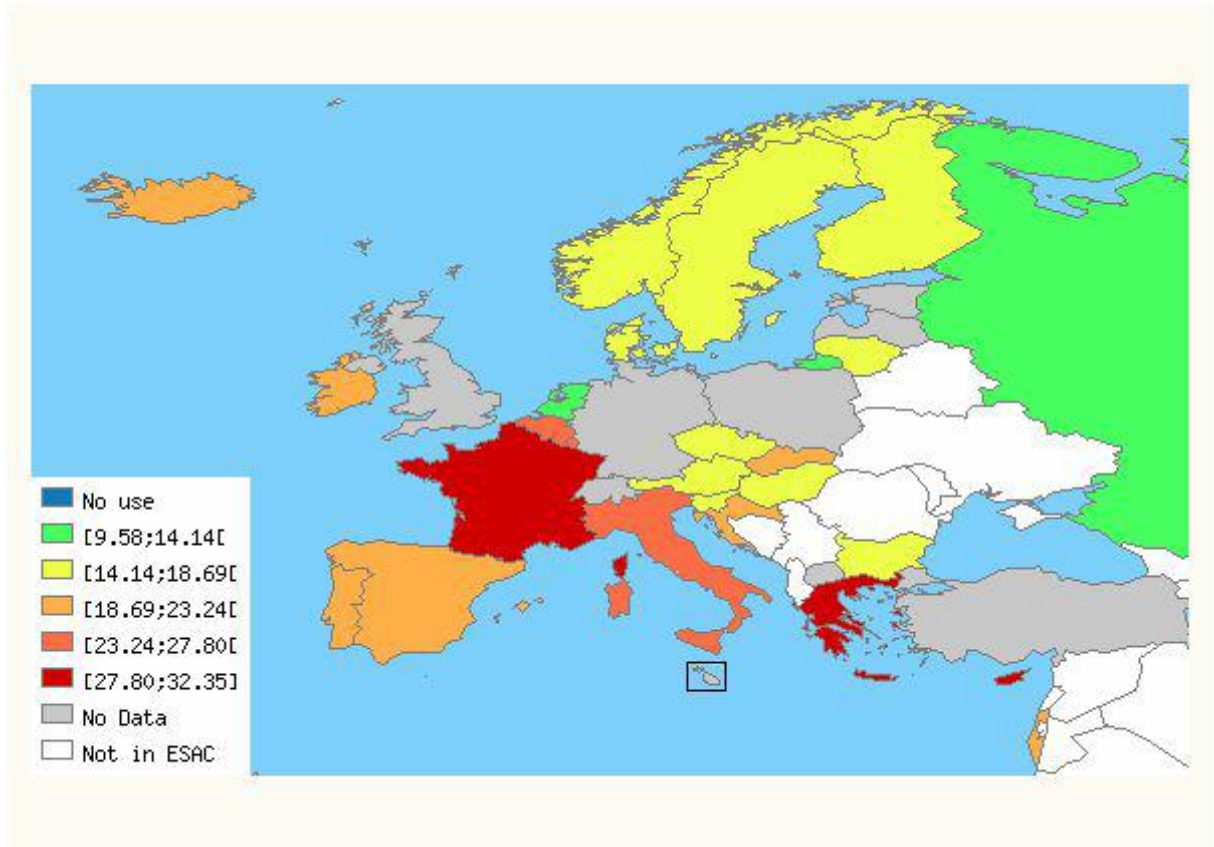 No use
[9.58;14.14[
[14.14;18.69[
[18.69;23.24[
[23.24;27.80[
[27.80;32.35]
No Data
Not in ESAC